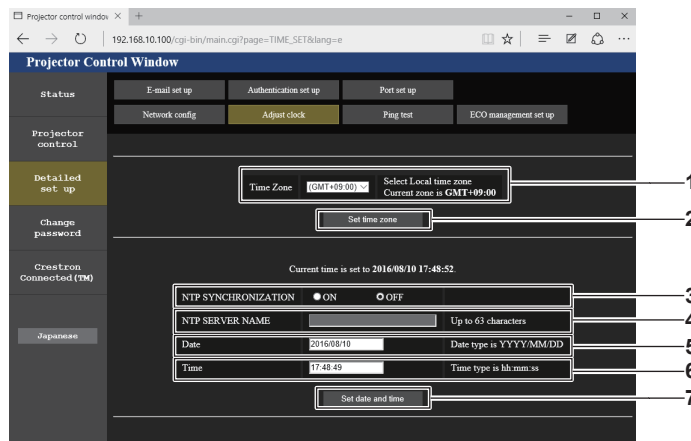 Projector control window
192.168.10.100/cgi-bin/main.cgi?page=TIME_SET&lang=e
Projector Control Window
Status
E-mail set up
Authentication set up
Port set up
Network config
Adjust clock
Ping test
ECO management set up
Projector
control
Detailed
set up
Change
password
Crestron
Connected(TM)
Japanese
Time Zone
(GMT+09:00)
Select Local time zone
Current zone is GMT+09:00
1
Set time zone
2
Current time is set to 2016/08/10 17:48:52.
NTP SYNCHRONIZATION ON OFF
3
NTP SERVER NAME Up to 63 characters
4
Date 2016/08/10 Date type is YYYY/MM/DD
5
Time 17:48:49 Time type is hh:mm:ss
6
Set date and time
7